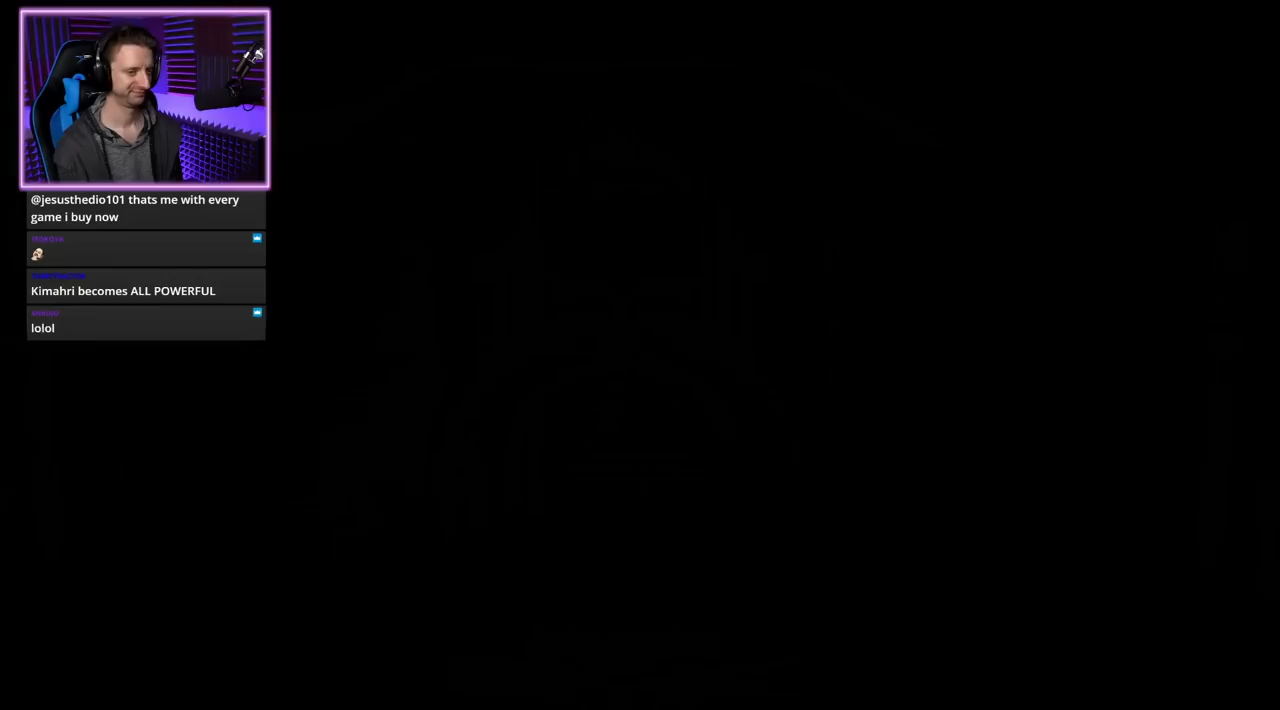 @jesusthedio101 thats me with every
game i buy now
Kimahri becomes ALL POWERFUL
lolol